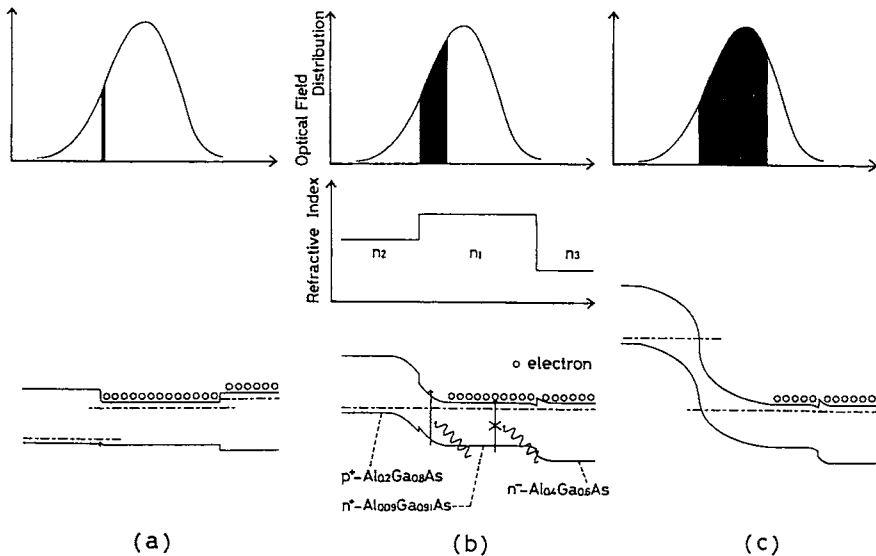 Optical Field
Distribution
Refractive Index
n2
n1
n3
o electron
p⁺-Al0.2Ga0.8As
n⁺-Al0.09Ga0.91As
n⁻-Al0.4Ga0.6As
(a)
(b)
(c)